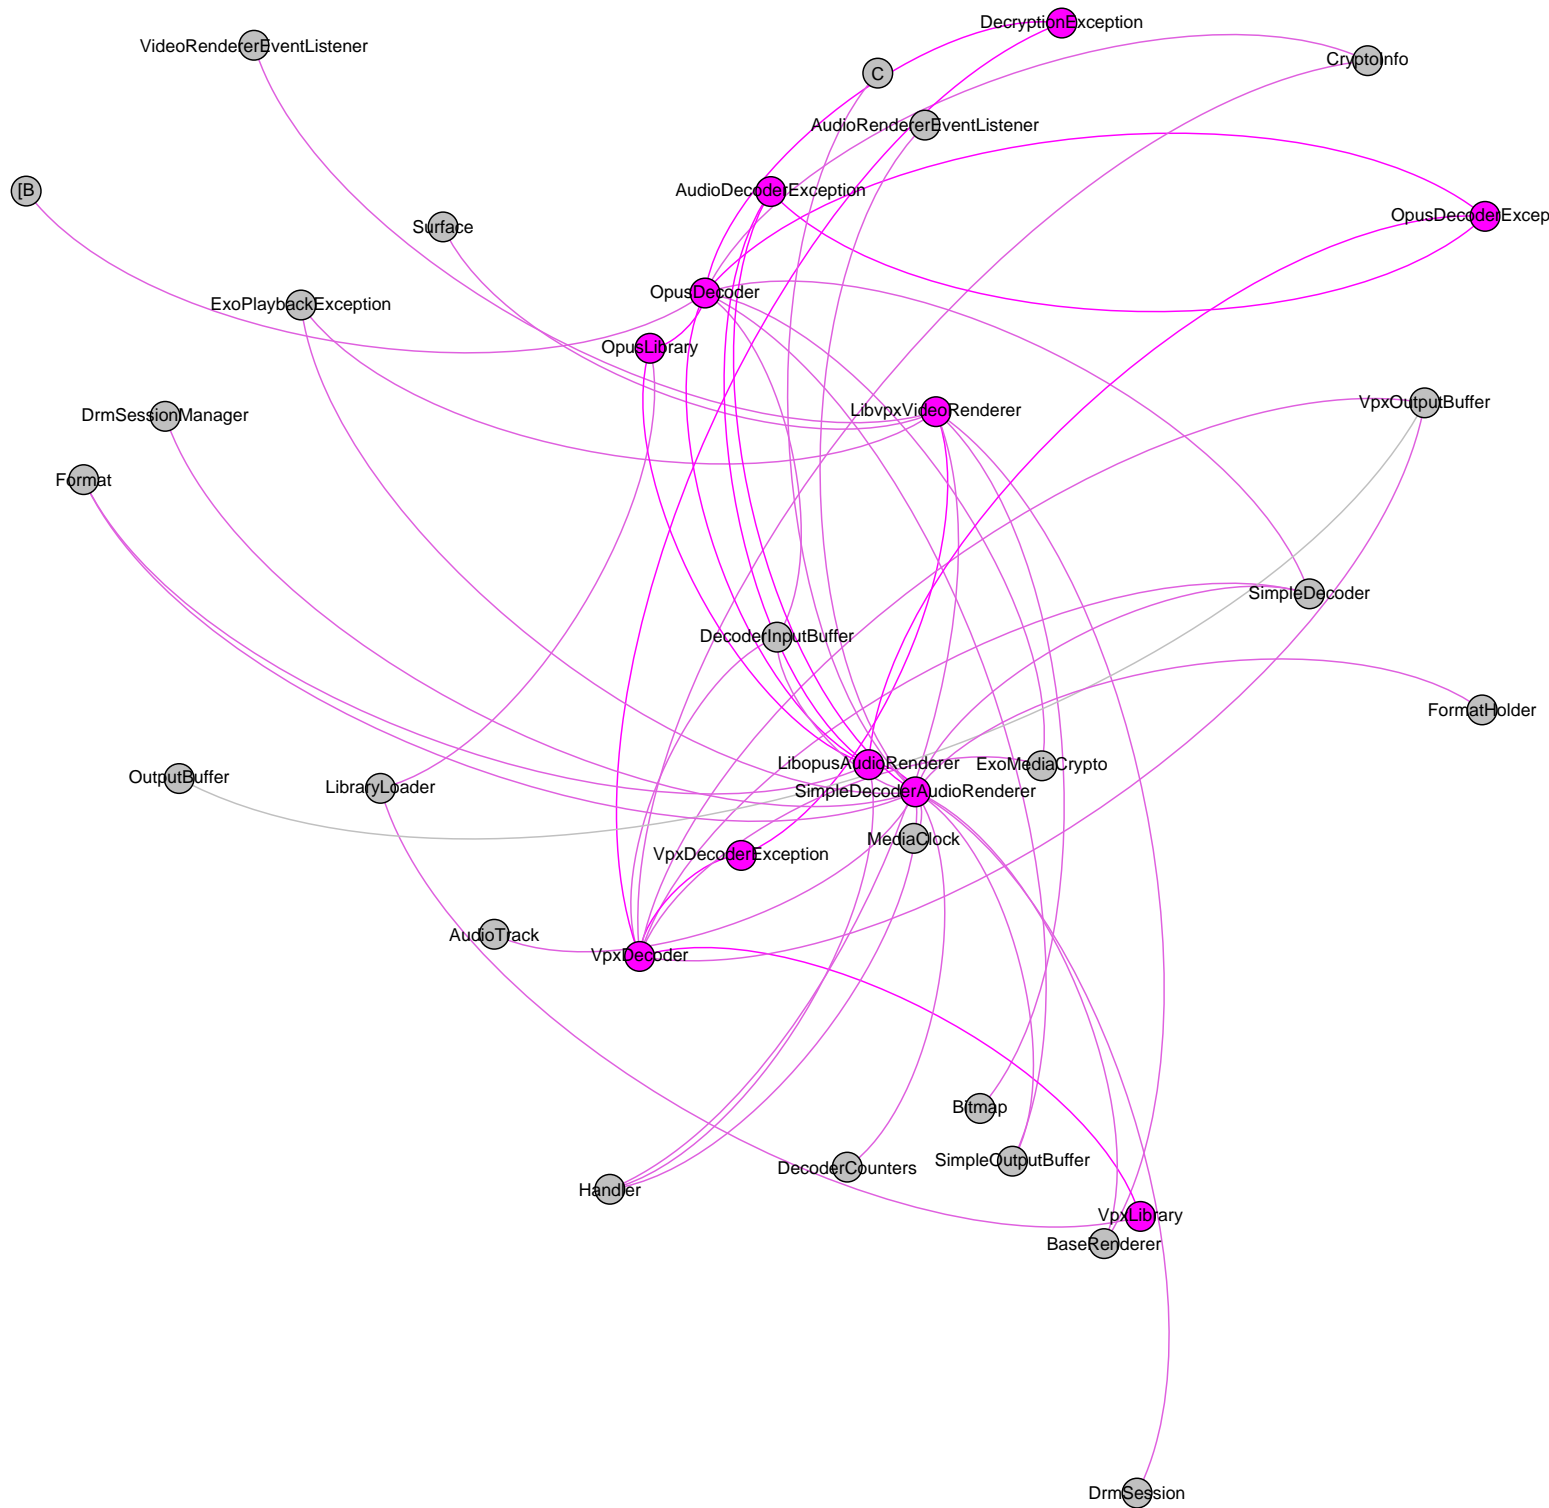 DecryptionException
VideoRendererEventListener
CryptoInfo
C
AudioRendererEventListener
[B
AudioDecoderException
OpusDecoderExcep
Surface
OpusDecoder
ExoPlaybackException
OpusLibrary
VpxOutputBuffer
LibvpxVideoRenderer
DrmSessionManager
Format
SimpleDecoder
DecoderInputBuffer
FormatHolder
LibopusAudioRenderer
ExoMediaCrypto
OutputBuffer
LibraryLoader
SimpleDecoderAudioRenderer
MediaClock
VpxDecoderException
AudioTrack
VpxDecoder
Bitmap
SimpleOutputBuffer
DecoderCounters
Handler
VpxLibrary
BaseRenderer
DrmSession